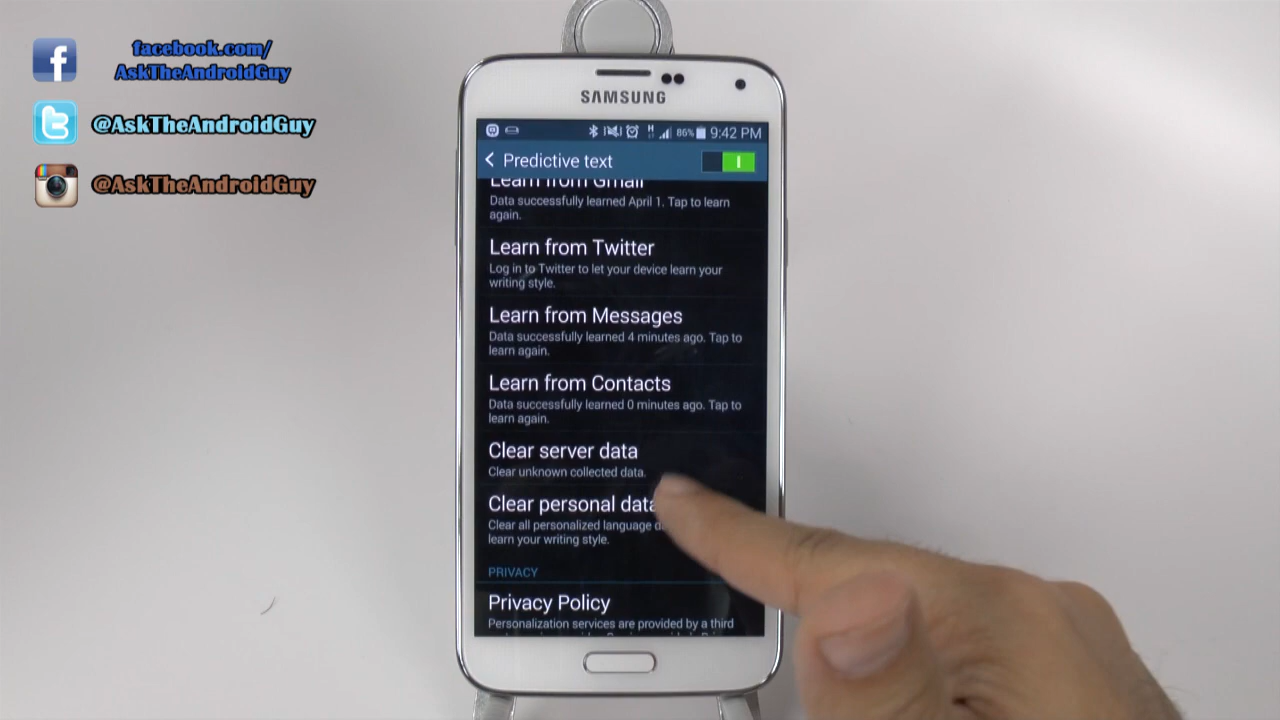 facebook.com/
AskTheAndroidGuy
@AskTheAndroidGuy
@AskTheAndroidGuy
SAMSUNG
86% 9:42 PM
Predictive text
Learn from Gmail
Data successfully learned April 1. Tap to learn
again.
Learn from Twitter
Log in to Twitter to let your device learn your
writing style.
Learn from Messages
Data successfully learned 4 minutes ago. Tap to
learn again.
Learn from Contacts
Data successfully learned 0 minutes ago. Tap to
learn again.
Clear server data
Clear unknown collected data.
Clear personal data
Clear all personalized language
learn your writing style.
PRIVACY
Privacy Policy
Personalization services are provided by a third